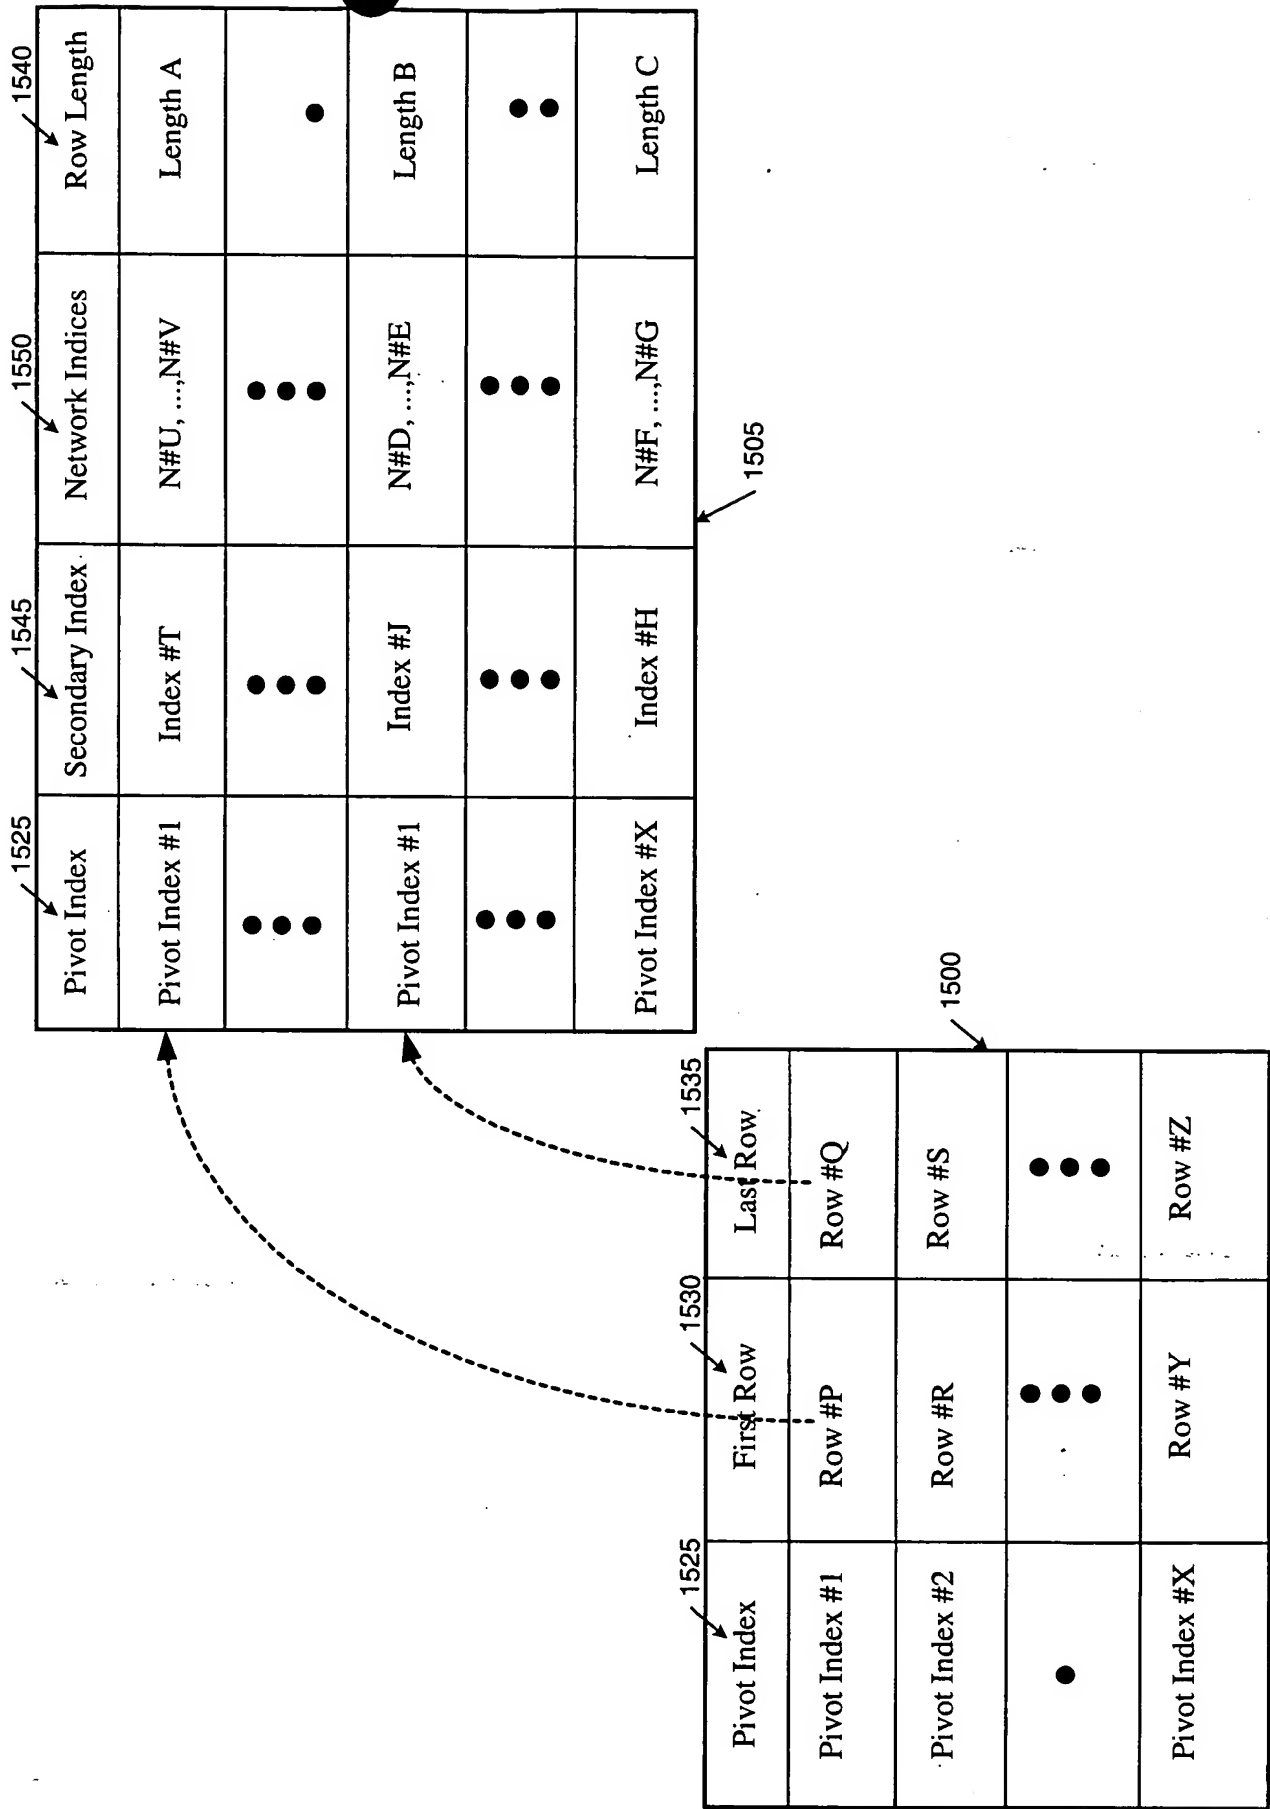 1525 1545 1550 1540
Pivot Index Secondary Index Network Indices Row Length
Pivot Index #1 Index #T N#U, ...,N#V Length A
Pivot Index #1 Index #J N#D, ....,N#E Length B
Pivot Index #X Index #H N#F, ...,N#G Length C
1505
1525 1530 1535
1500
Pivot Index First Row Last Row
Pivot Index #1 Row #P Row #Q
Pivot Index #2 Row #R Row #S
Pivot Index #X Row #Y Row #Z